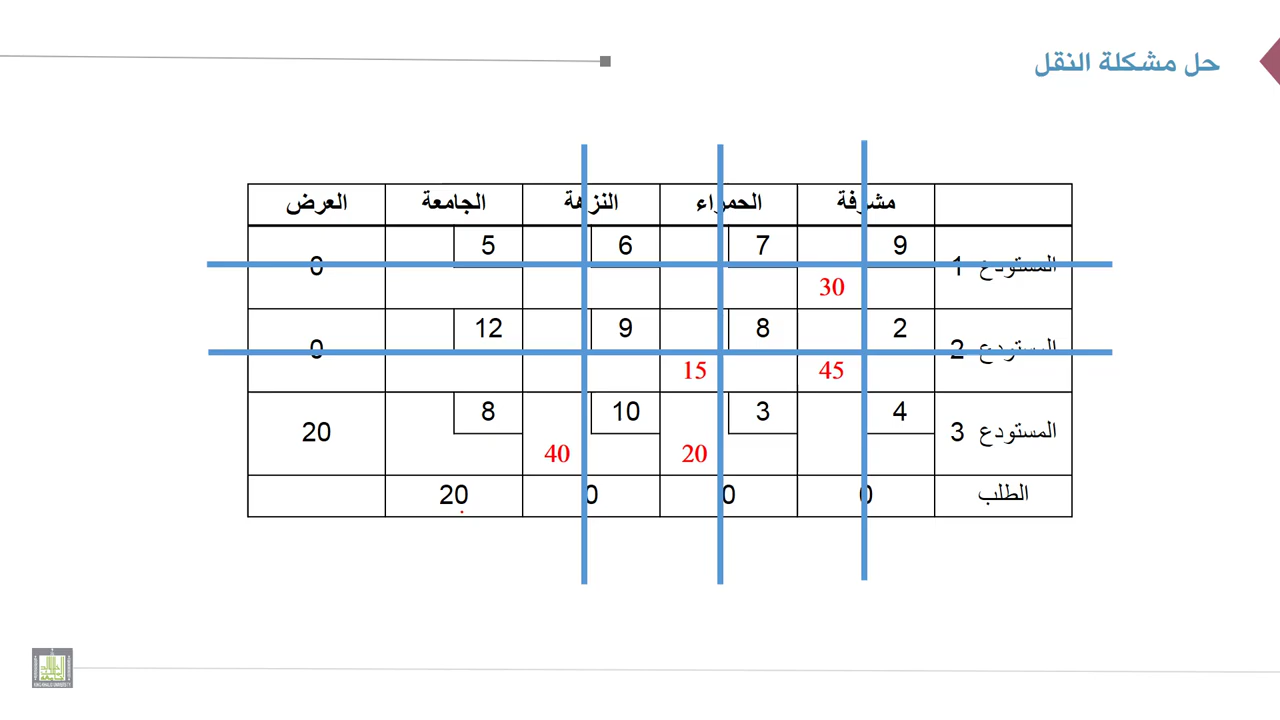 حل مشكلة النقل
مشرفة الحمراء النزهة الجامعة العرض
9 7 6 5
المستودع 1 0
30
2 8 9 12
المستودع 2 0
45 15
4 3 10 8
المستودع 3 20
20 40
الطلب 0 0 0 20